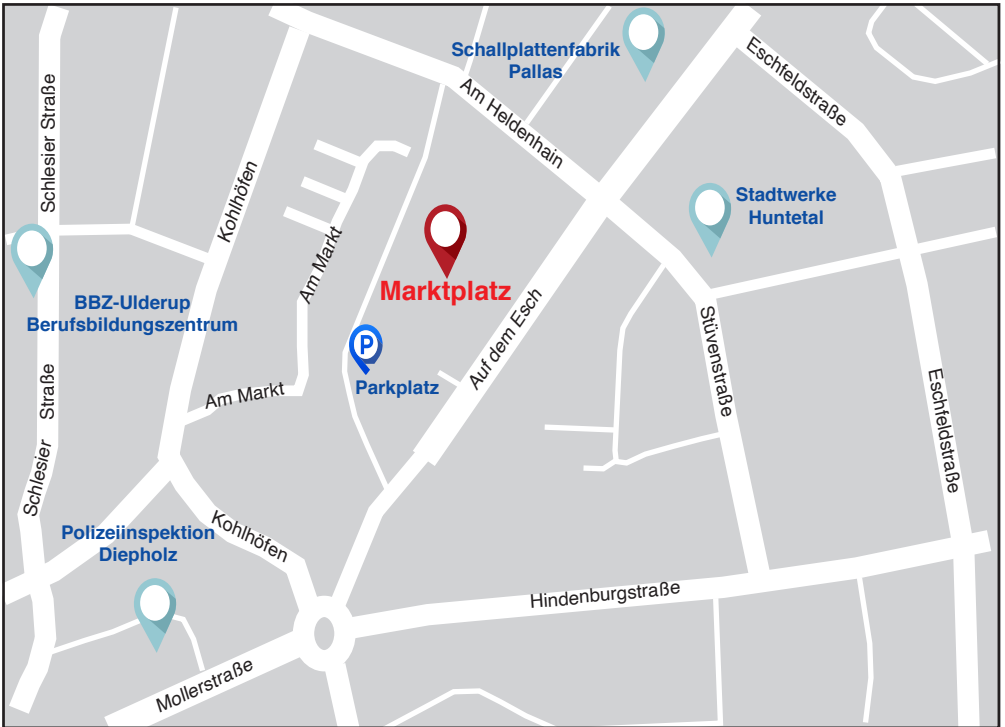 Schallplattenfabrik
Pallas
Eschfeldstraße
Schlesier Straße
Am Heldenhain
Kohlhöfen
Stadtwerke
Huntetal
Am Markt
Marktplatz
BBZ-Ulderup
Berufsbildungszentrum
Auf dem Esch
Stüvenstraße
P
Parkplatz
Am Markt
Eschfeldstraße
Schlesier Straße
Kohlhöfen
Polizeiinspektion
Diepholz
Hindenburgstraße
Mollerstraße